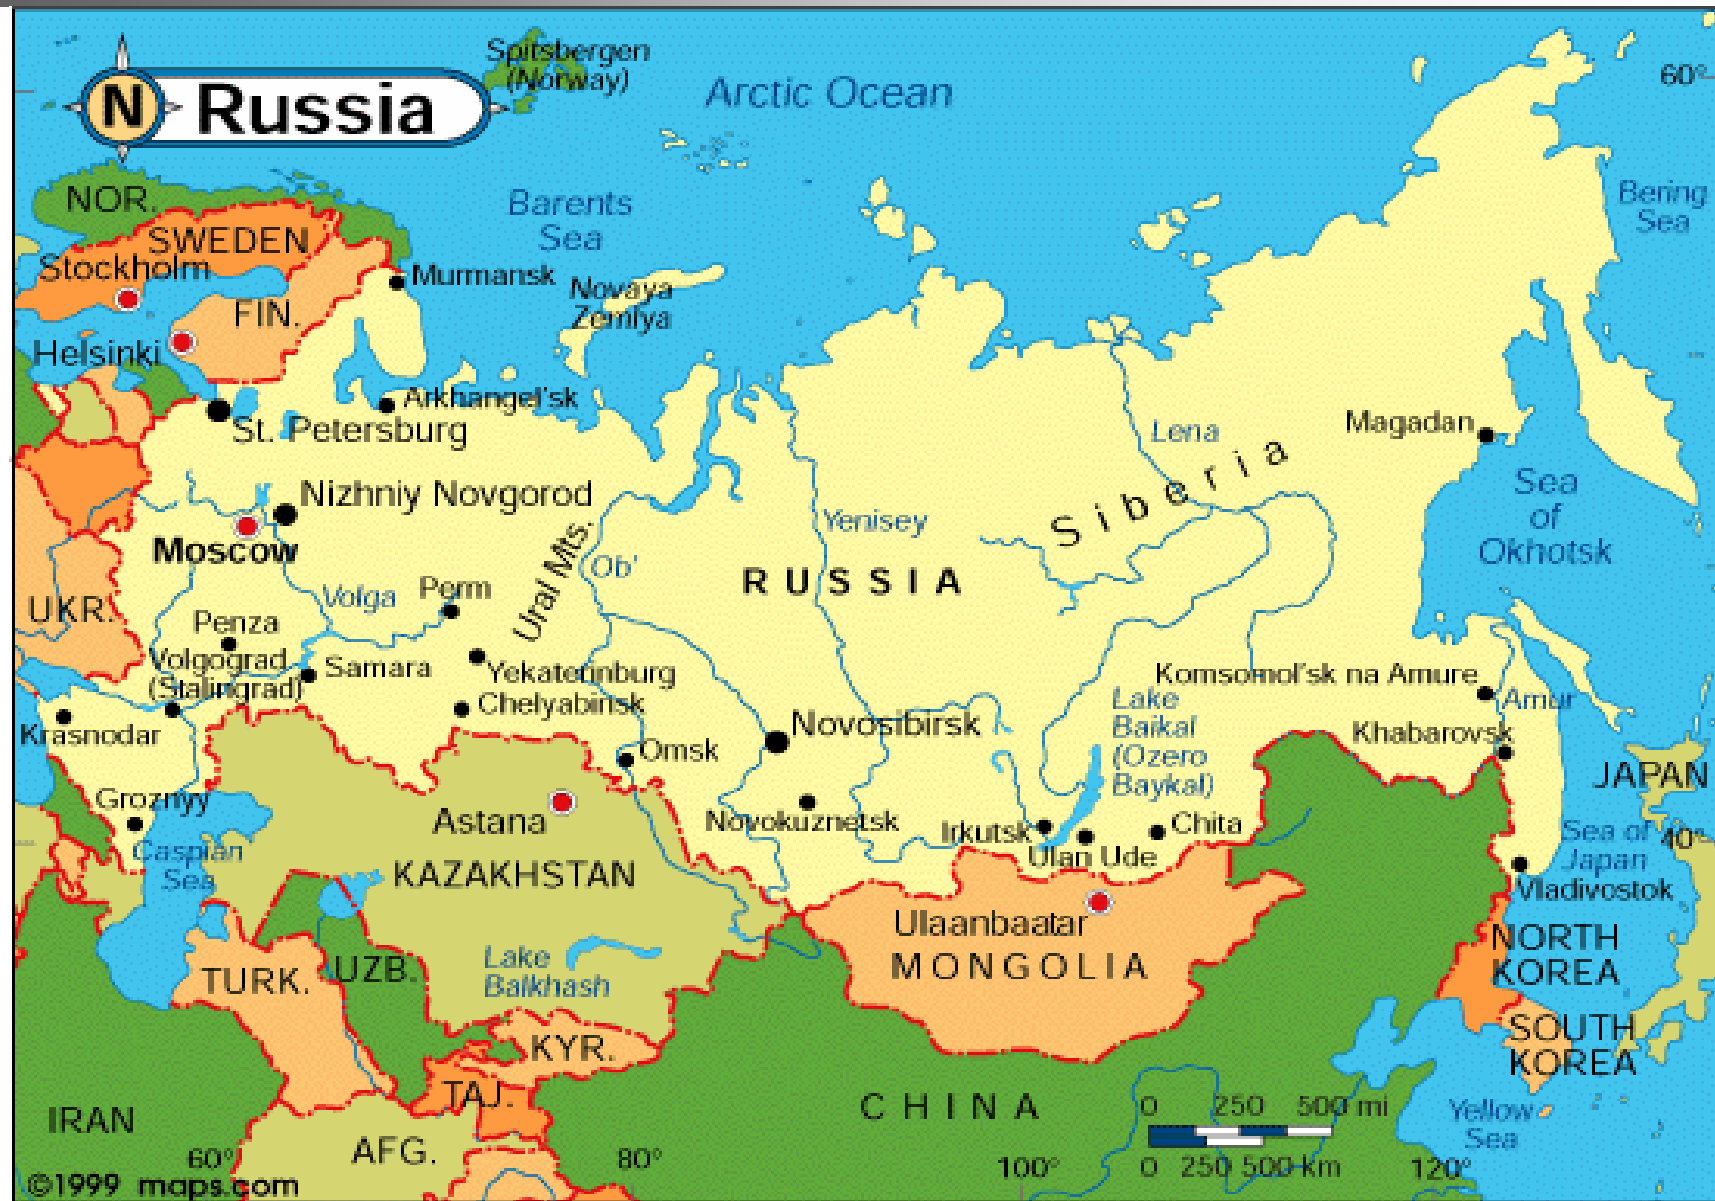 Spitsbergen
(Norway)
Arctic Ocean
60°
N Russia
NOR.
Barents
Sea
Bering
Sea
SWEDEN
Stockholm
Murmansk
Novaya
Zemlya
FIN.
Helsinki
Arkhangel'sk
St. Petersburg
Lena
Magadan
Siberia
Nizhniy Novgorod
Sea
of
Okhotsk
Yenisey
Moscow
Ural Mts.
Ob'
RUSSIA
Volga
Perm
UKR.
Penza
Volgograd
(Stalingrad)
Samara
Yekaterinburg
Komsomol'sk na Amure
Chelyabinsk
Lake
Baikal
(Ozero
Baykal)
Amur
Krasnodar
Novosibirsk
Khabarovsk
Omsk
JAPAN
Groznyy
Astana
Novokuznetsk
Irkutsk
Chita
Ulan Ude
Sea of
Japan
40°
Caspian
Sea
KAZAKHSTAN
Vladivostok
Ulaanbaatar
NORTH
KOREA
MONGOLIA
Lake
Balkhash
TURK.
UZB.
SOUTH
KOREA
KYR.
TAJ.
CHINA
0 250 500 mi
0 250 500 km
Yellow
Sea
IRAN
AFG.
60°
80°
100°
120°
©1999 maps.com